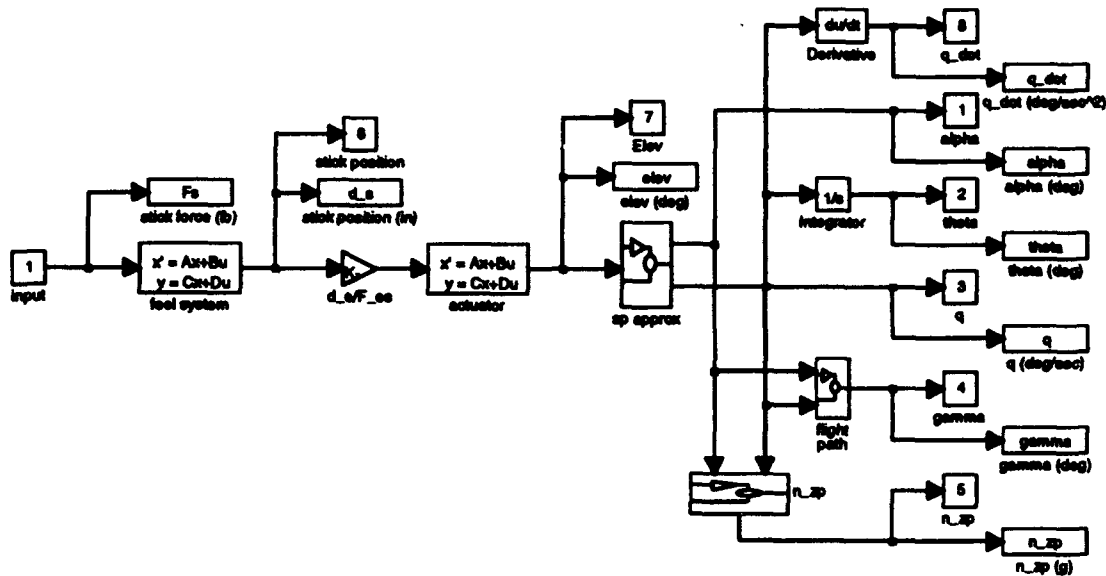 du/dt
Derivative
8
q_dot
q_dot
q_dot (deg/sec^2)
1
alpha
alpha
alpha (deg)
7
Elev
elev
elev (deg)
6
stick position
d_s
stick position (in)
Fs
stick force (lb)
1/s
Integrator
2
theta
theta
theta (deg)
1
input
x' = Ax+Bu
y = Cx+Du
feel system
K-
x' = Ax+Bu
y = Cx+Du
actuator
sp approx
3
q
q
q (deg/sec)
flight
path
4
gamma
gamma
gamma (deg)
n_zp
5
n_zp
n_zp
n_zp (g)